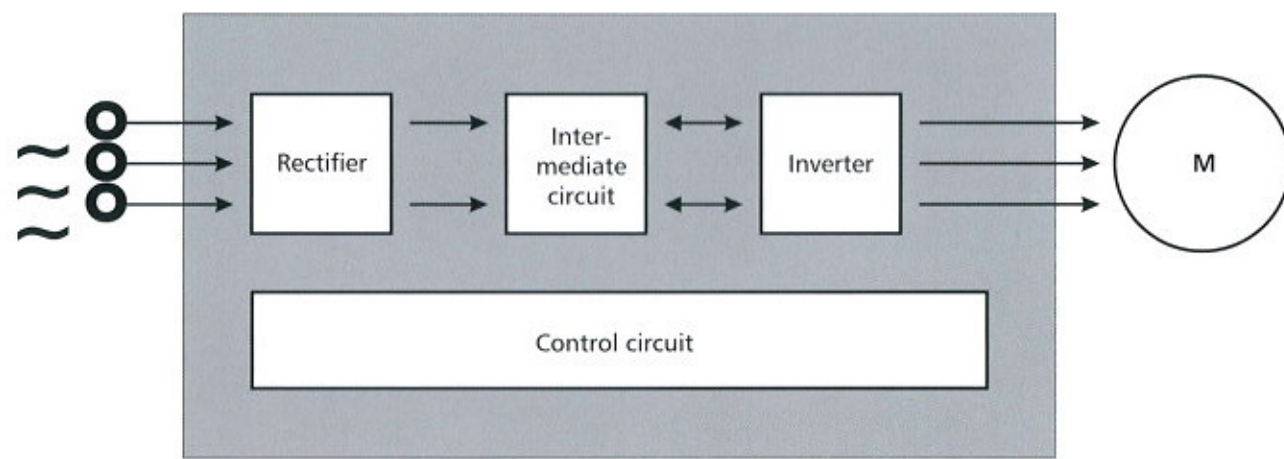 Rectifier
Inter-
mediate
circuit
Inverter
M
Control circuit